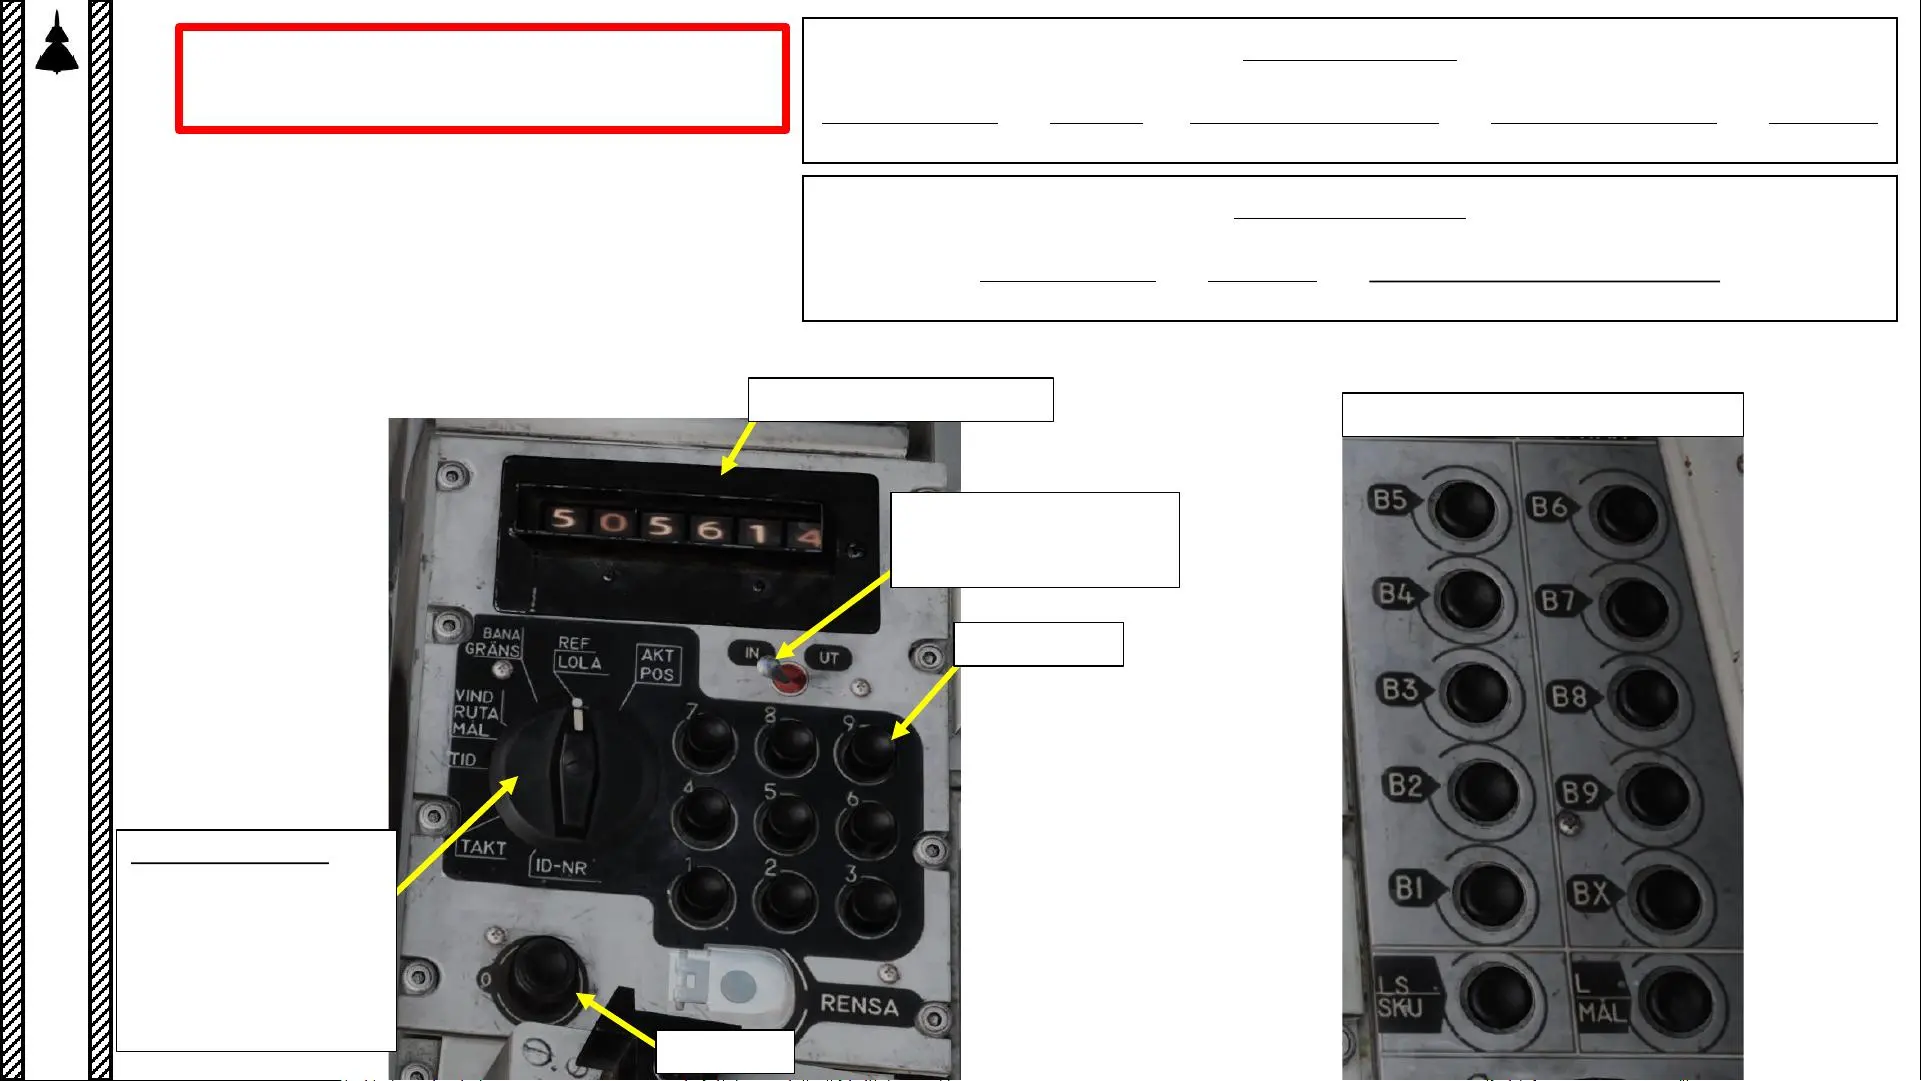 5 0 5 6 1 4
BANA
GRÄNS
REF
LOLA
AKT
POS
IN
UT
VIND
RUTA
MÅL
TID
TAKT
ID-NR
7 8 9
4 5 6
1 2 3
0
RENSA
B5 B6
B4 B7
B3 B8
B2 B9
B1 BX
LS
SKU
L
MÅL